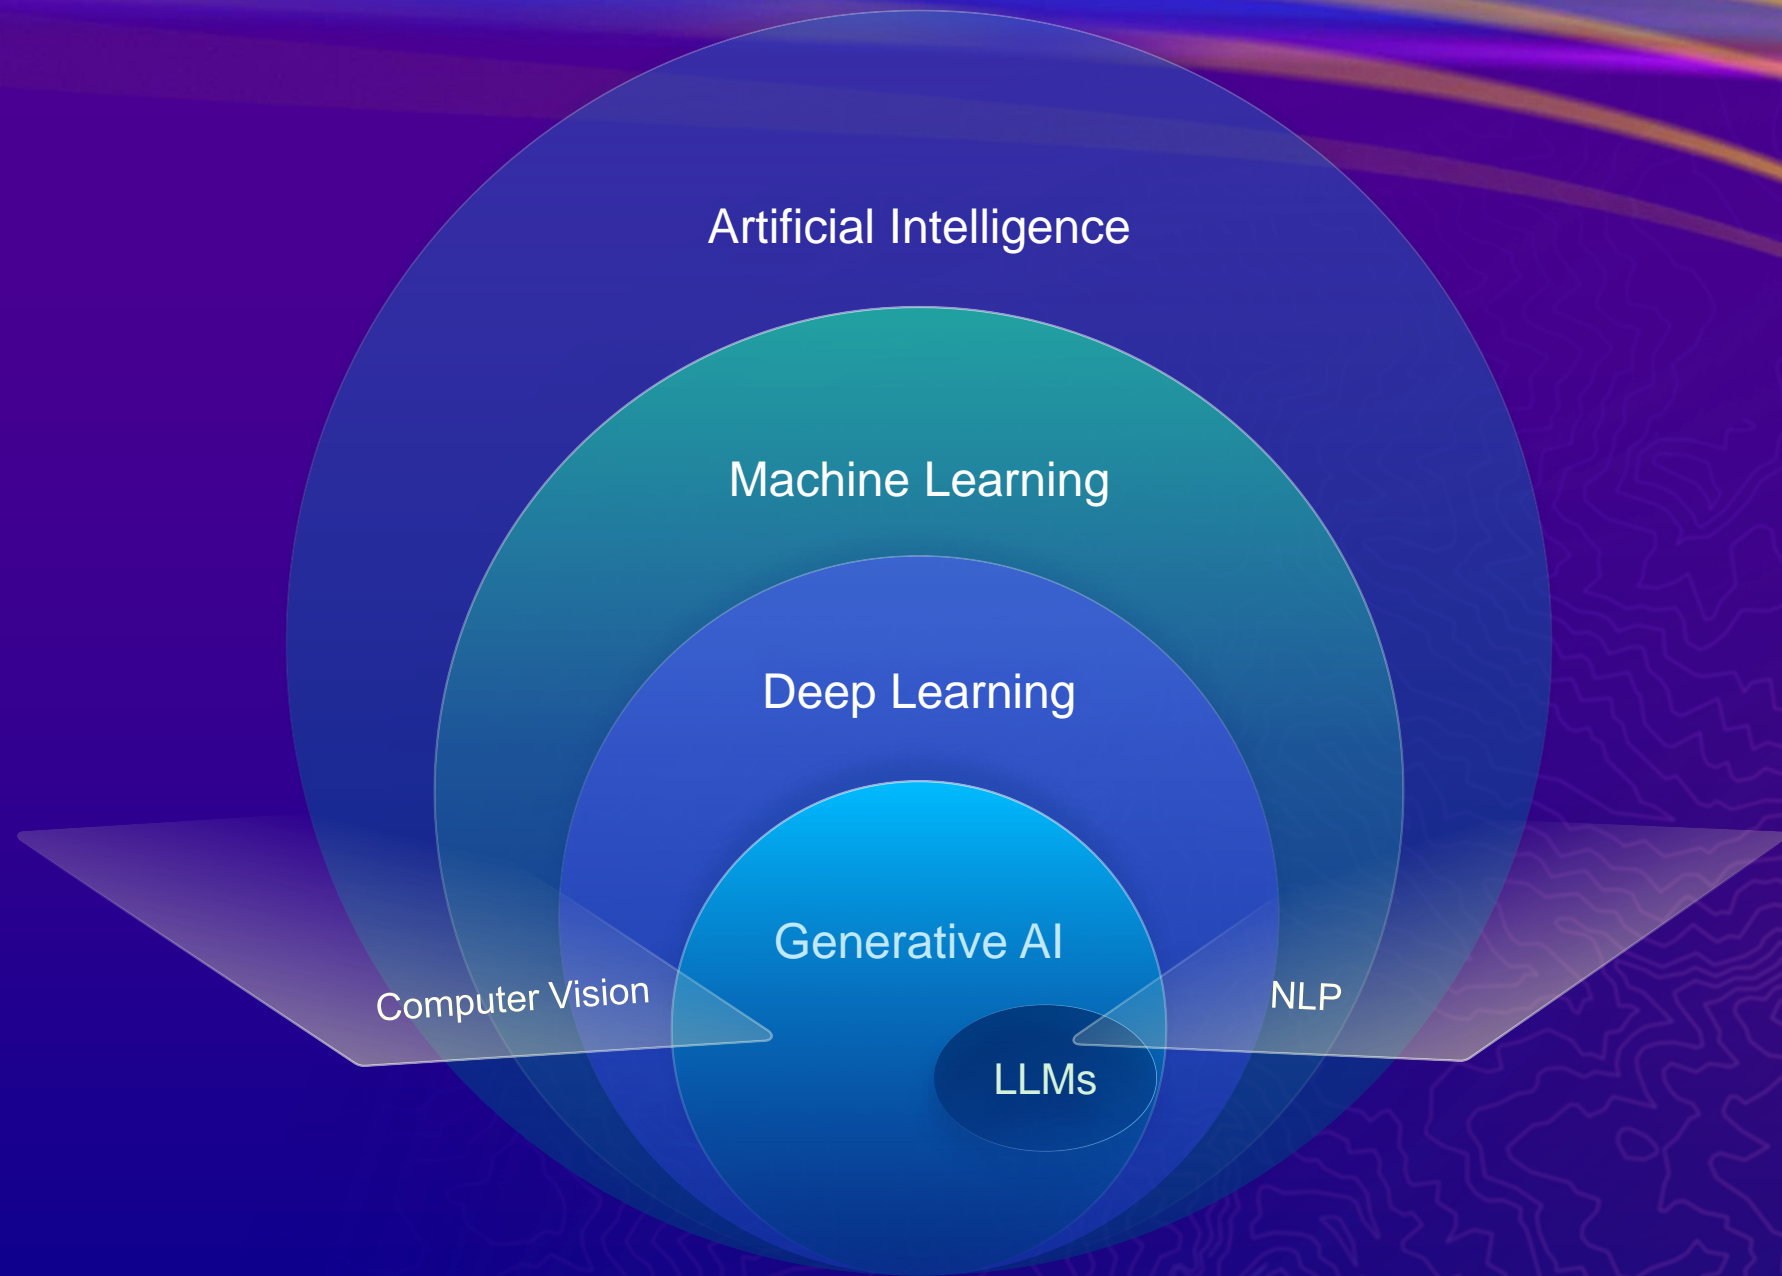 Artificial Intelligence
Machine Learning
Deep Learning
Generative AI
Computer Vision
NLP
LLMs